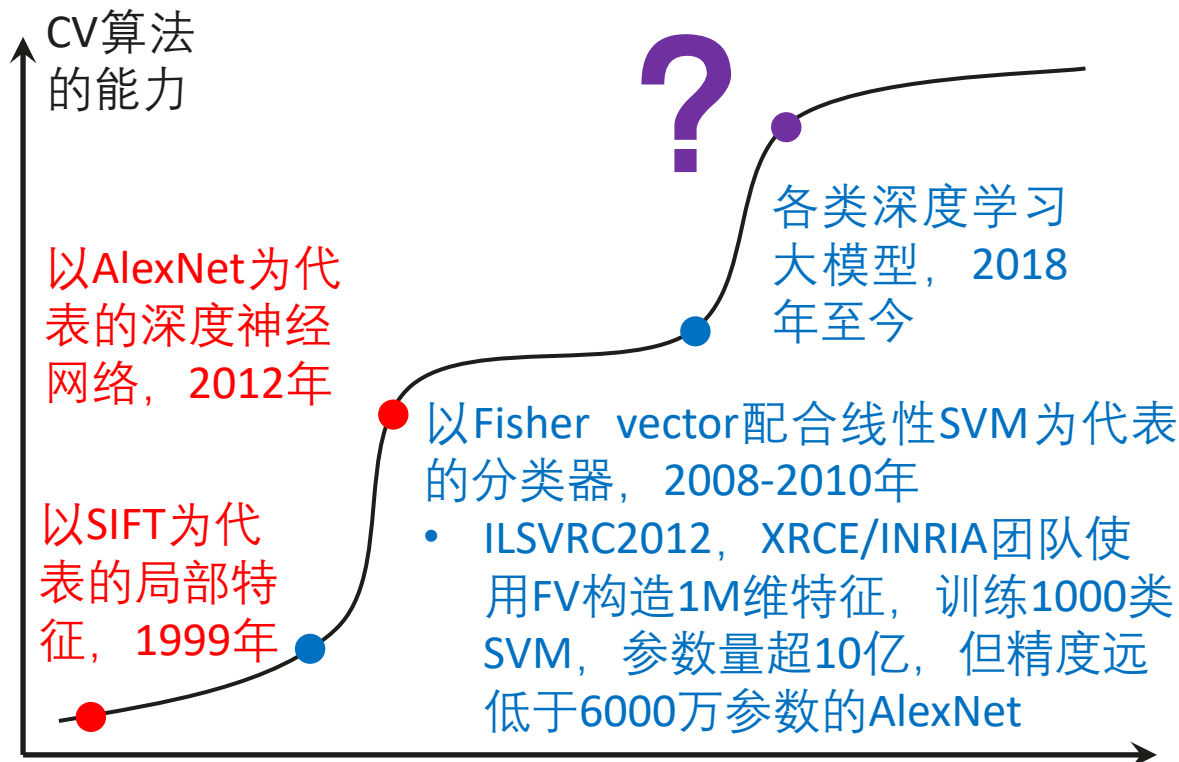 CV算法
的能力
?
各类深度学习
大模型，2018
年至今
以AlexNet为代
表的深度神经
网络，2012年
以Fisher vector配合线性SVM为代表
的分类器，2008-2010年
• ILSVRC2012，XRCE/INRIA团队使
用FV构造1M维特征，训练1000类
SVM，参数量超10亿，但精度远
低于6000万参数的AlexNet
以SIFT为代
表的局部特
征，1999年